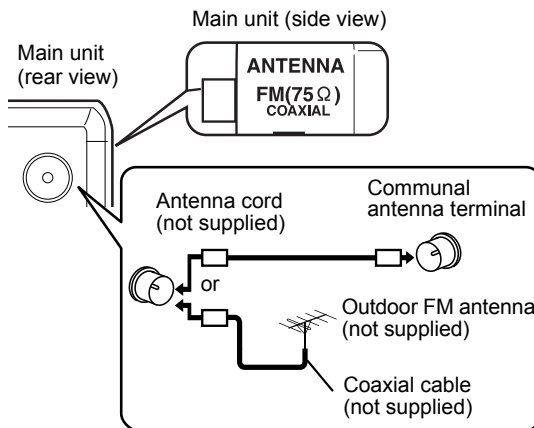 Main unit (side view)
Main unit
(rear view)
ANTENNA
FM(75 Ω)
COAXIAL
Antenna cord
(not supplied)
Communal
antenna terminal
or
Outdoor FM antenna
(not supplied)
Coaxial cable
(not supplied)